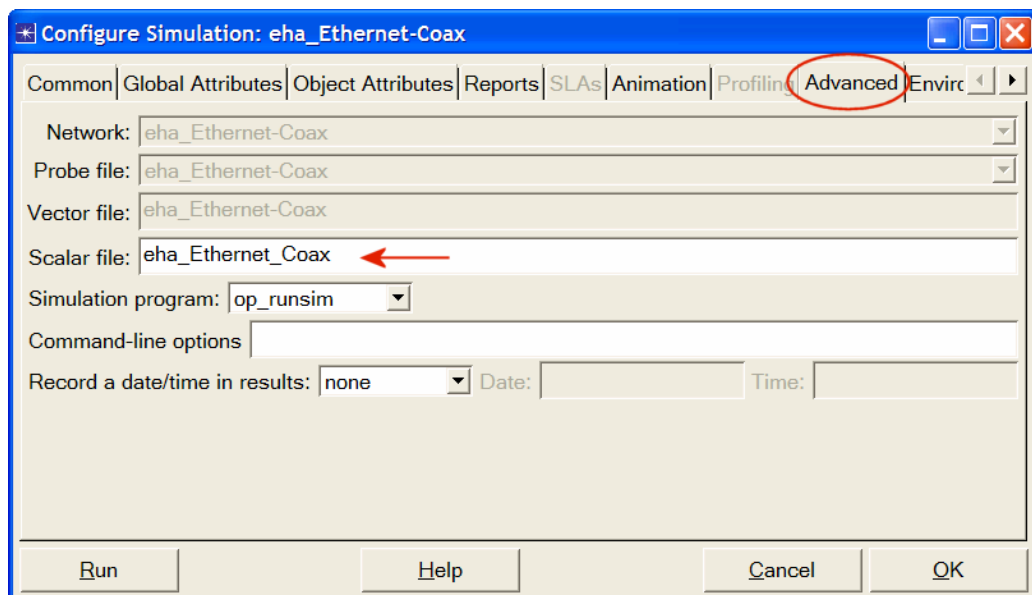 Configure Simulation: eha_Ethernet-Coax
Common Global Attributes Object Attributes Reports SLAs Animation Profiling Advanced Envirc
Network: eha_Ethernet-Coax
Probe file: eha_Ethernet-Coax
Vector file: eha_Ethernet-Coax
Scalar file: eha_Ethernet_Coax
Simulation program: op_runsim
Command-line options
Record a date/time in results: none Date: Time:
Run Help Cancel OK